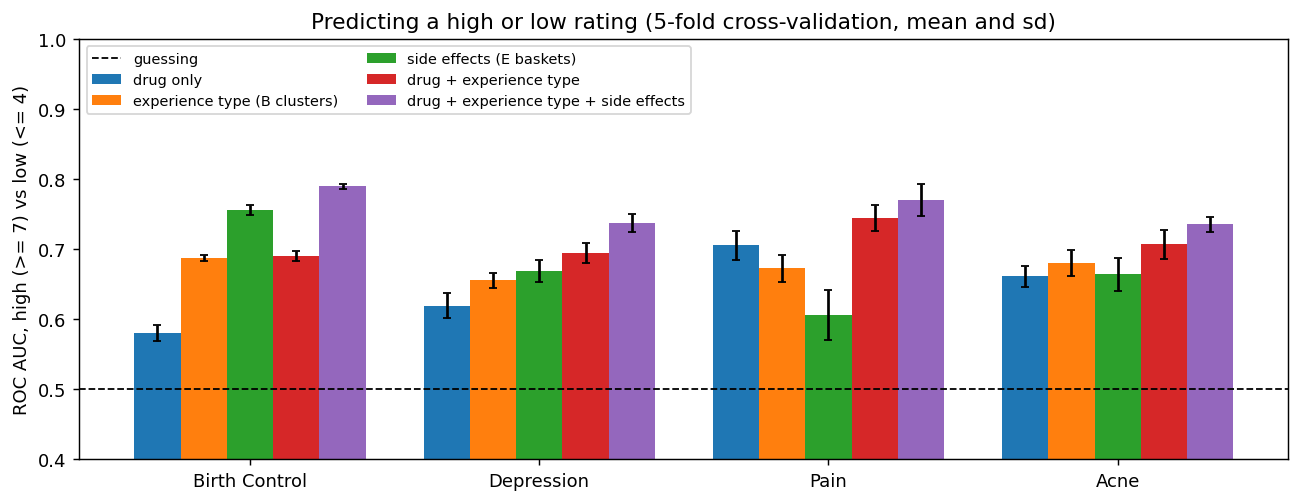 Predicting a high or low rating (5-fold cross-validation, mean and sd)
ROC AUC, high (>= 7) vs low (<= 4)
1.0
0.9
0.8
0.7
0.6
0.5
0.4
guessing
drug only
experience type (B clusters)
side effects (E baskets)
drug + experience type
drug + experience type + side effects
Birth Control
Depression
Pain
Acne